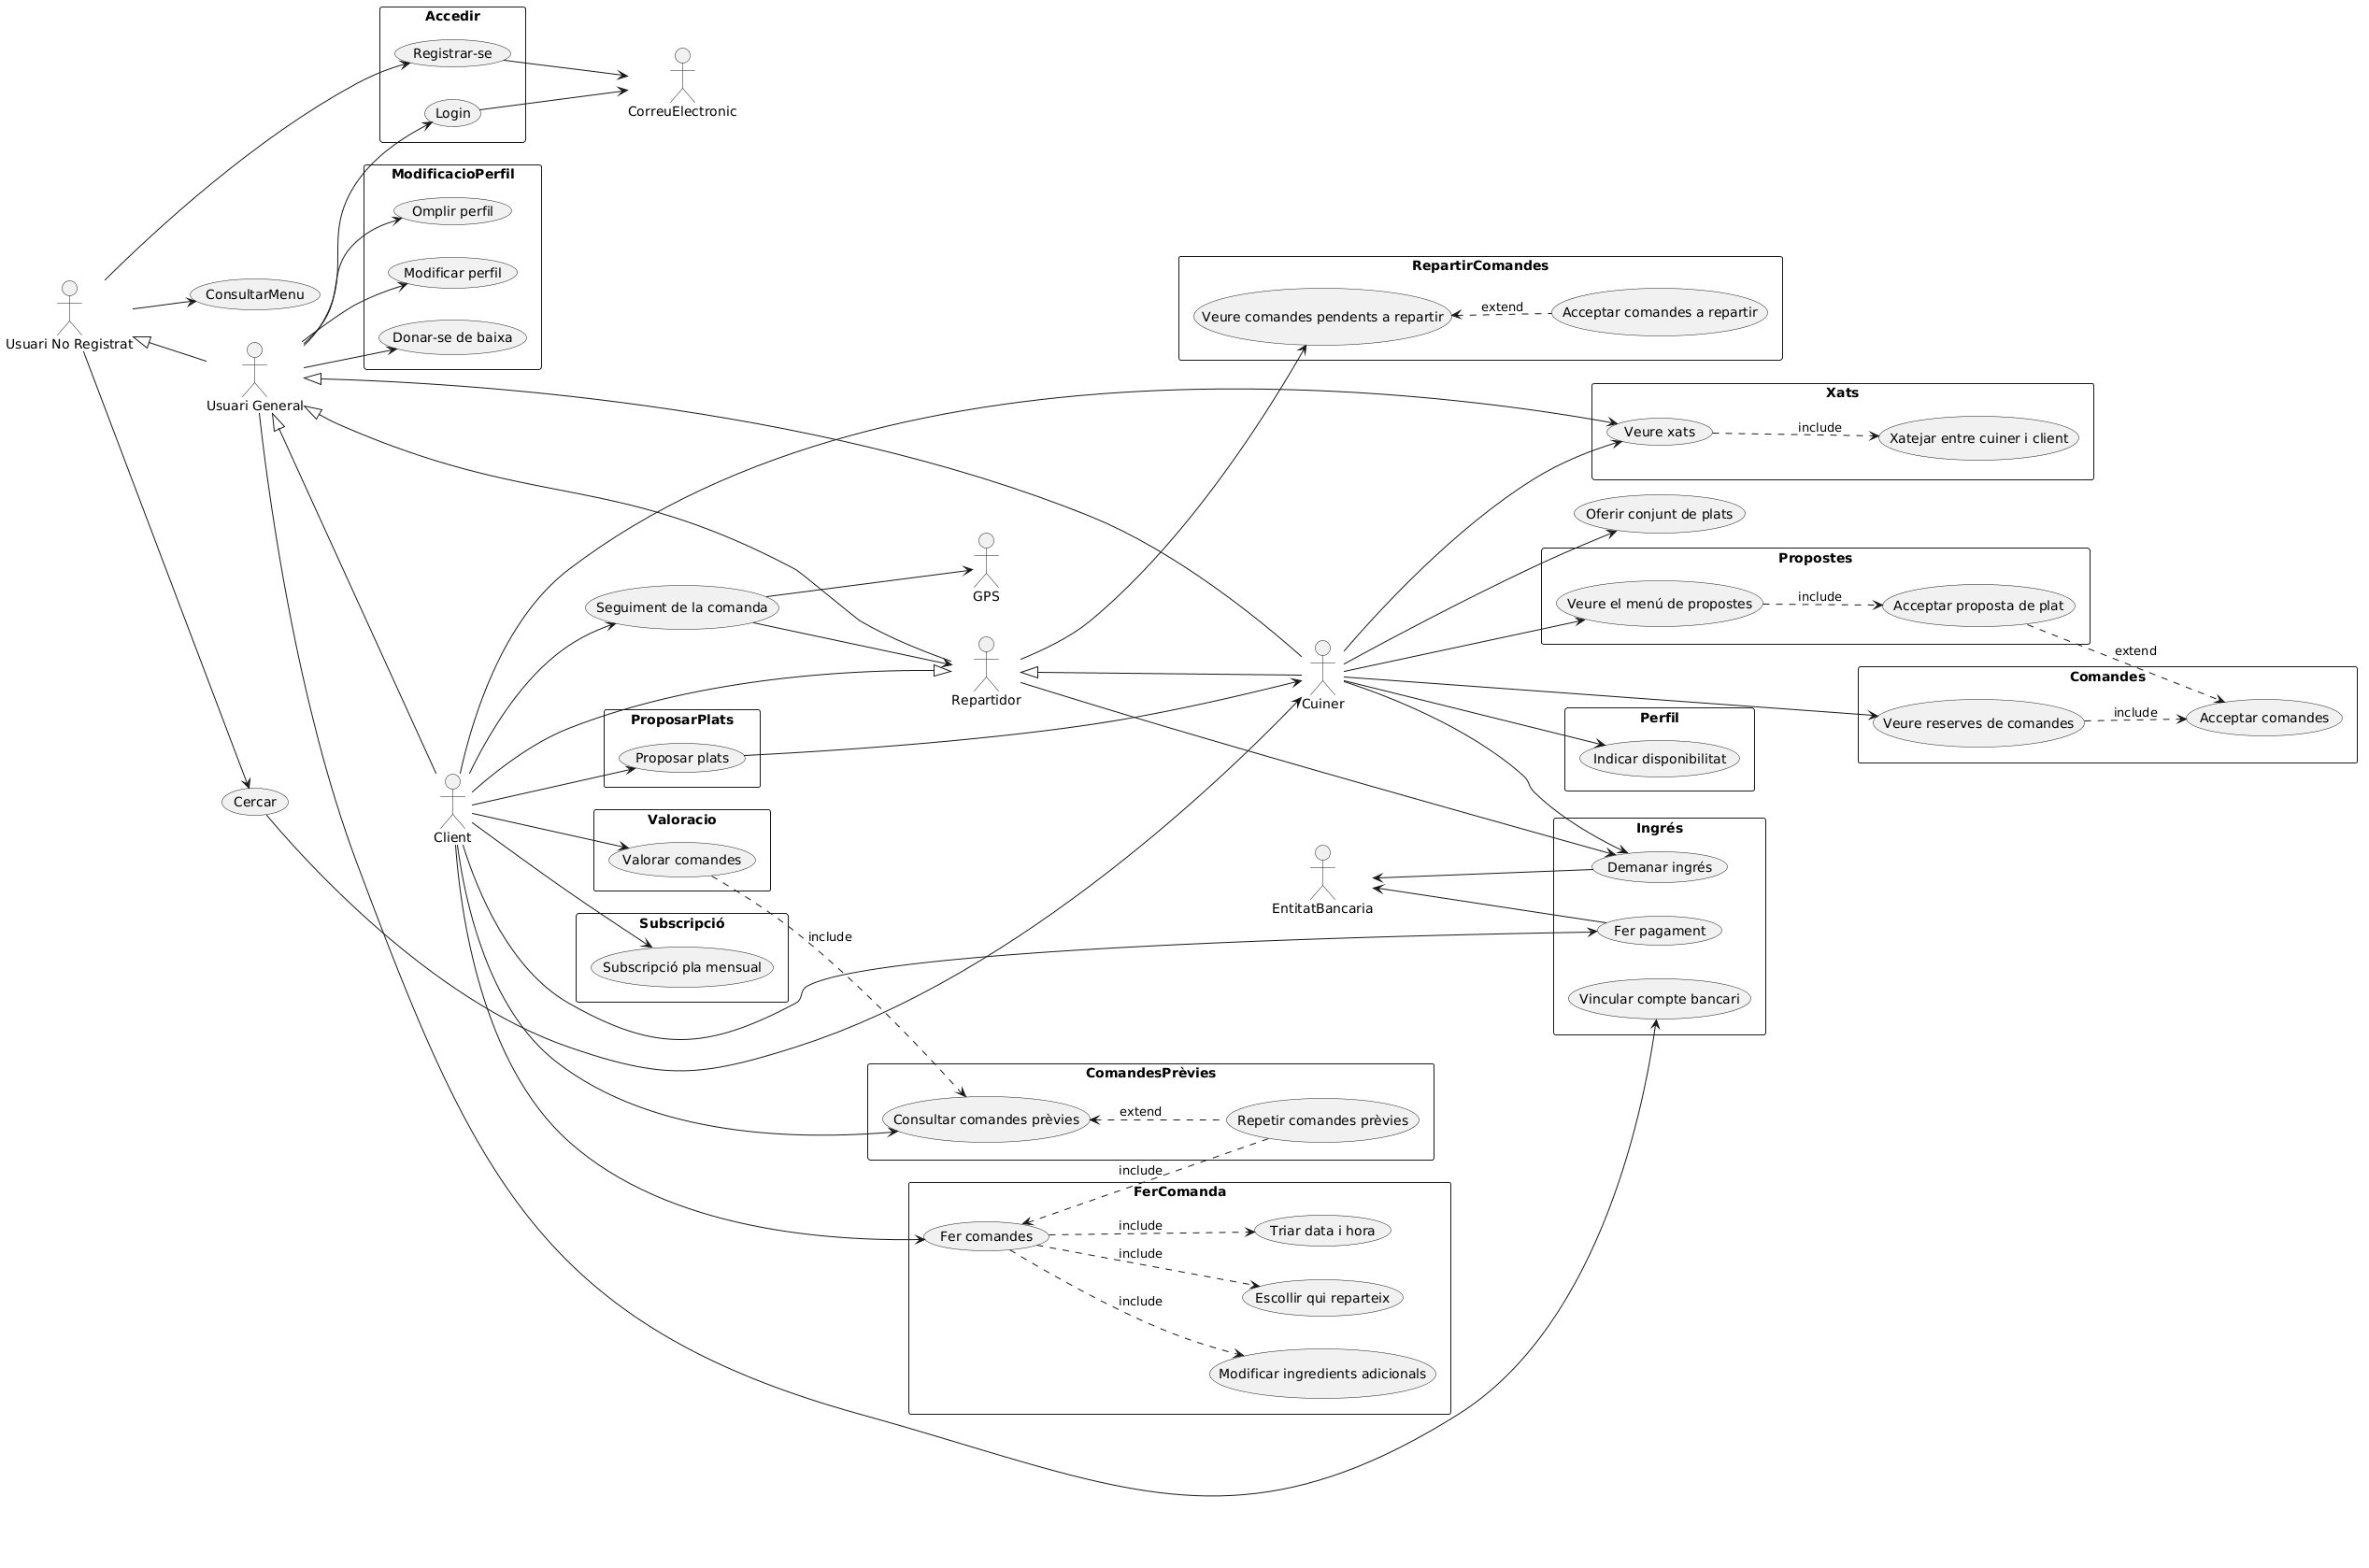 Accedir
Registrar-se
Login
CorreuElectronic
ModificacioPerfil
Omplir perfil
Modificar perfil
Donar-se de baixa
ConsultarMenu
Usuari No Registrat
Usuari General
RepartirComandes
Veure comandes pendents a repartir
extend
Acceptar comandes a repartir
Xats
Veure xats
include
Xatejar entre cuiner i client
Oferir conjunt de plats
Propostes
Veure el menú de propostes
include
Acceptar proposta de plat
extend
Seguiment de la comanda
GPS
Repartidor
Cuiner
Comandes
Veure reserves de comandes
include
Acceptar comandes
ProposarPlats
Proposar plats
Perfil
Indicar disponibilitat
Cercar
Client
Valoracio
Valorar comandes
include
Subscripció
Subscripció pla mensual
EntitatBancaria
Ingrés
Demanar ingrés
Fer pagament
Vincular compte bancari
ComandesPrèvies
Consultar comandes prèvies
extend
Repetir comandes prèvies
include
FerComanda
Fer comandes
include
Triar data i hora
include
Escollir qui reparteix
include
Modificar ingredients adicionals